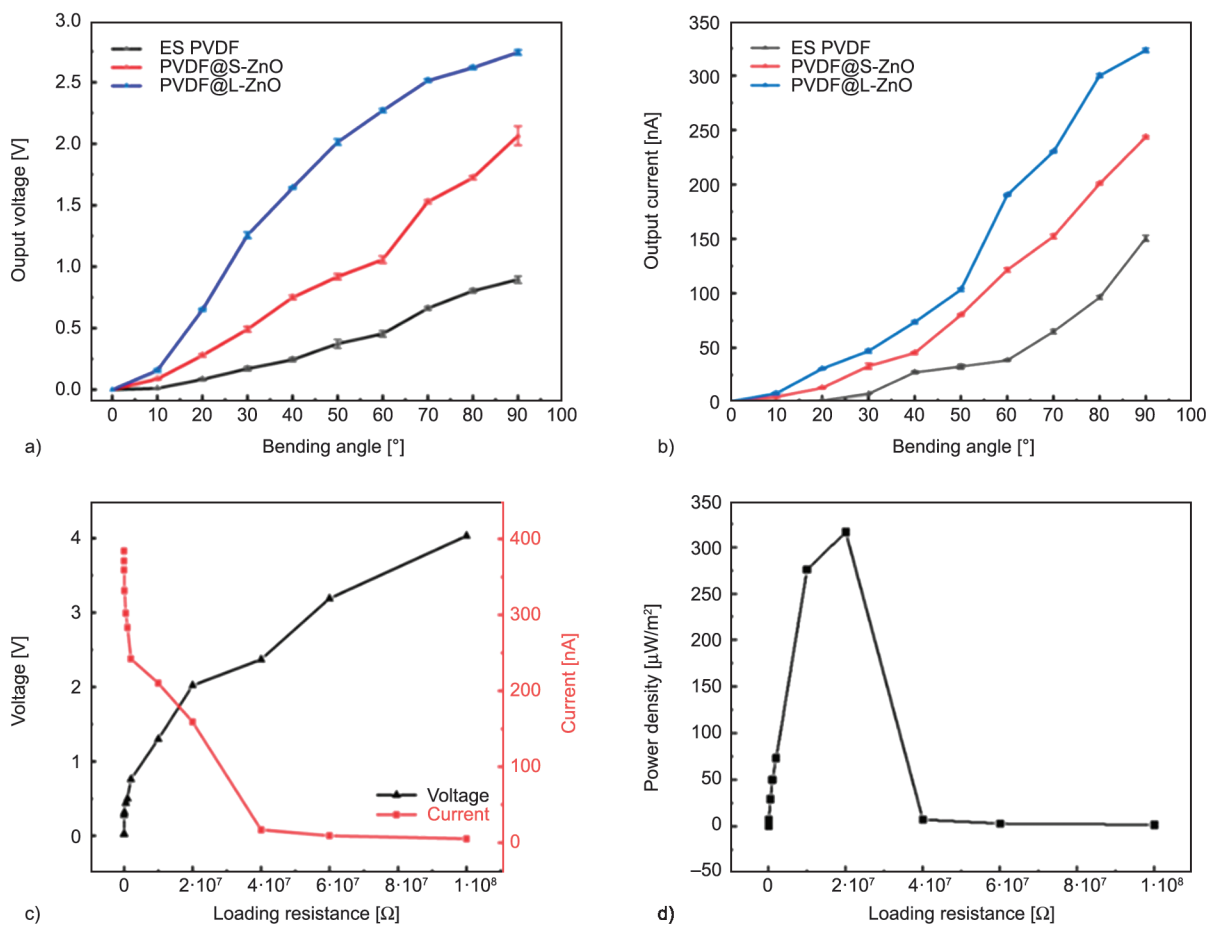 3.0
2.5
2.0
1.5
1.0
0.5
0.0
Ouput voltage [V]
ES PVDF
PVDF@S-ZnO
PVDF@L-ZnO
0 10 20 30 40 50 60 70 80 90 100
Bending angle [°]
a)
350
300
250
200
150
100
50
0
Output current [nA]
ES PVDF
PVDF@S-ZnO
PVDF@L-ZnO
0 10 20 30 40 50 60 70 80 90 100
Bending angle [°]
b)
4
3
2
1
0
Voltage [V]
400
300
200
100
0
Current [nA]
Voltage
Current
0 2·10⁷ 4·10⁷ 6·10⁷ 8·10⁷ 1·10⁸
Loading resistance [Ω]
c)
350
300
250
200
150
100
50
0
–50
Power density [μW/m²]
0 2·10⁷ 4·10⁷ 6·10⁷ 8·10⁷ 1·10⁸
Loading resistance [Ω]
d)